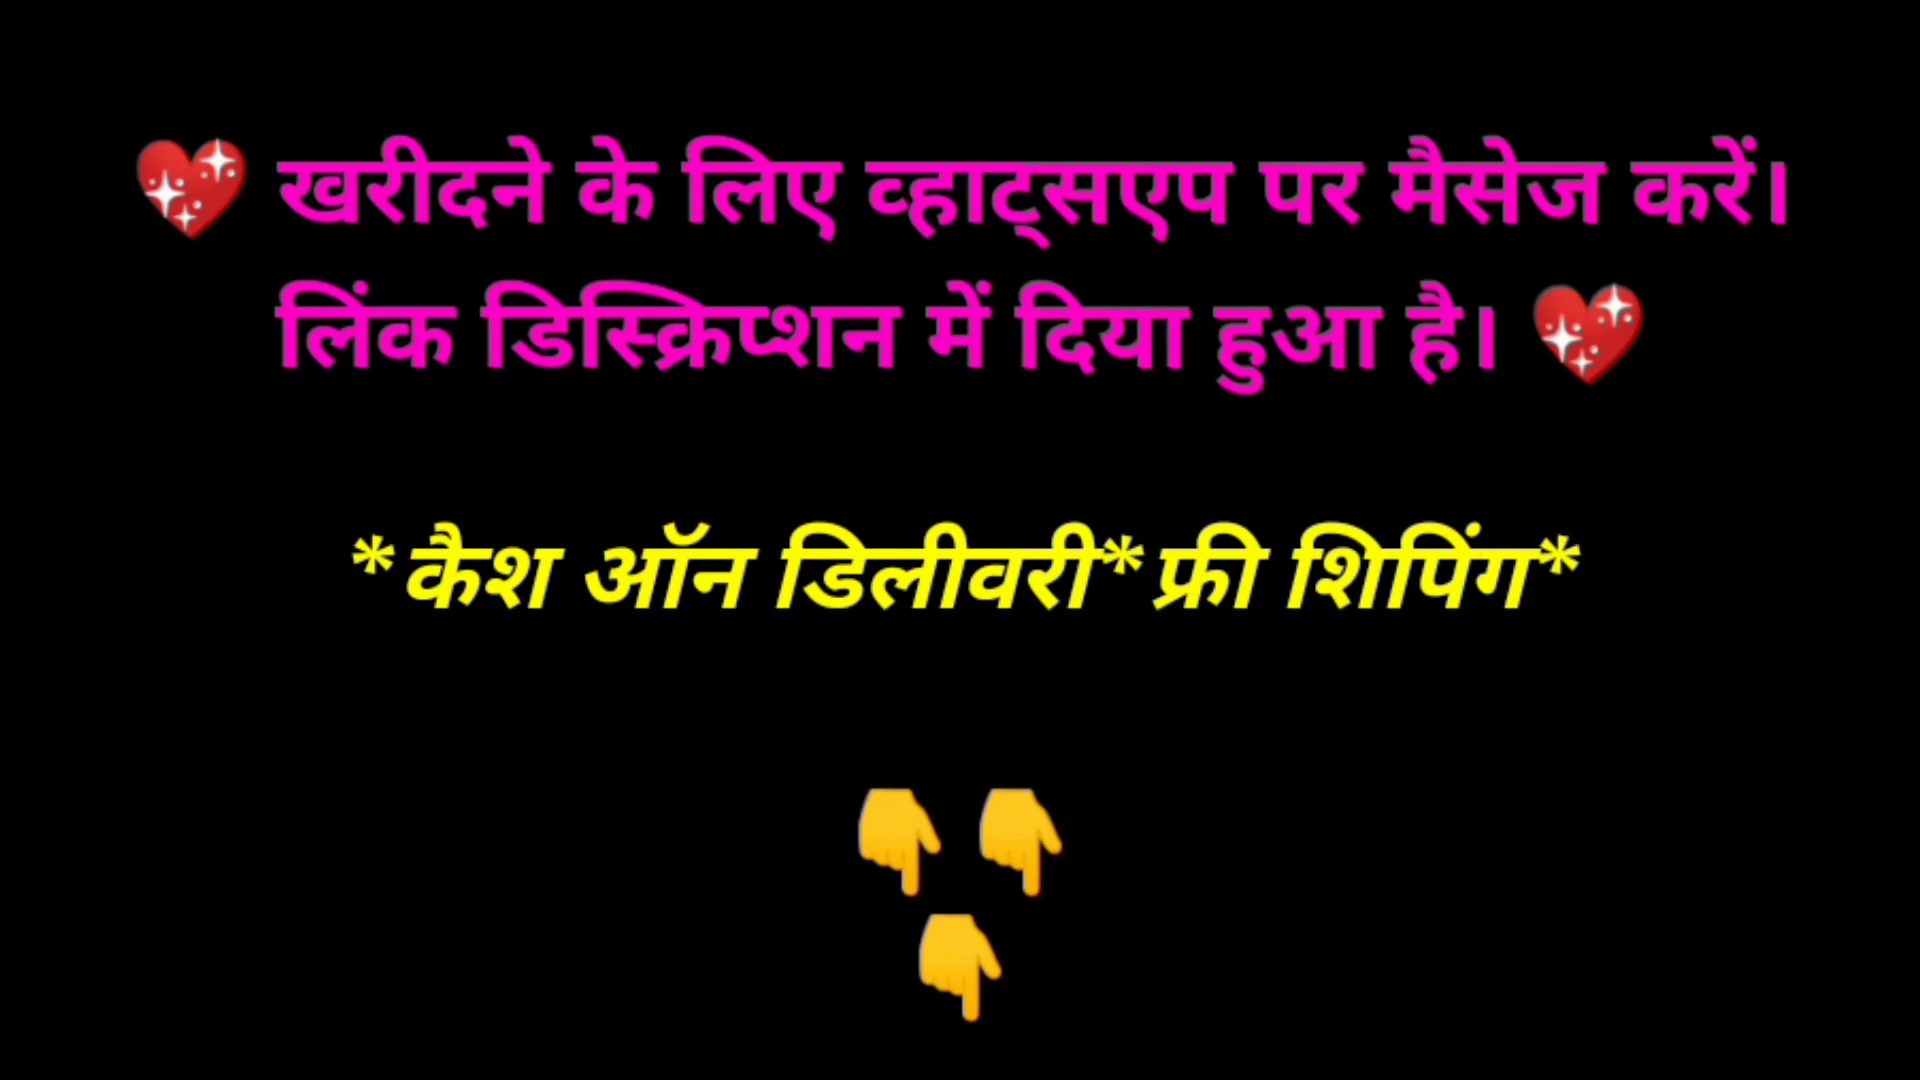 💖 खरीदने के लिए व्हाट्सएप पर मैसेज करें।
लिंक डिस्क्रिप्शन में दिया हुआ है। 💖
*कैश ऑन डिलीवरी*फ्री शिपिंग*
👇 👇
👇